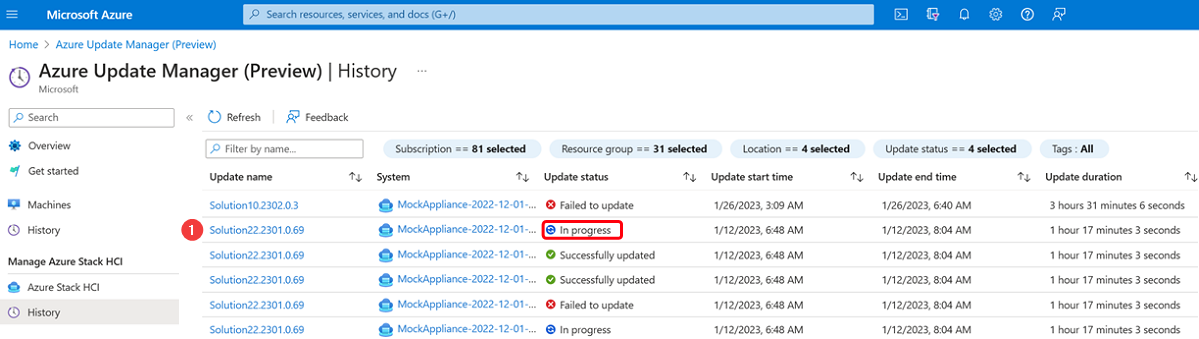 Microsoft Azure
Search resources, services, and docs (G+/)
Home > Azure Update Manager (Preview)
Azure Update Manager (Preview) | History ...
Microsoft
Search «
Refresh Feedback
Overview
Get started
Machines
History
Manage Azure Stack HCI
Azure Stack HCI
History
Filter by name... Subscription == 81 selected Resource group == 31 selected Location == 4 selected Update status == 4 selected Tags : All
Update name System Update status Update start time Update end time Update duration
Solution10.2302.0.3 MockAppliance-2022-12-01-... Failed to update 1/26/2023, 3:09 AM 1/26/2023, 6:40 AM 3 hours 31 minutes 6 seconds
1 Solution22.2301.0.69 MockAppliance-2022-12-01-... In progress 1/12/2023, 6:48 AM 1/12/2023, 8:04 AM 1 hour 17 minutes 3 seconds
Solution22.2301.0.69 MockAppliance-2022-12-01-... Successfully updated 1/12/2023, 6:48 AM 1/12/2023, 8:04 AM 1 hour 17 minutes 3 seconds
Solution22.2301.0.69 MockAppliance-2022-12-01-... Successfully updated 1/12/2023, 6:48 AM 1/12/2023, 8:04 AM 1 hour 17 minutes 3 seconds
Solution22.2301.0.69 MockAppliance-2022-12-01-... Failed to update 1/12/2023, 6:48 AM 1/12/2023, 8:04 AM 1 hour 17 minutes 3 seconds
Solution22.2301.0.69 MockAppliance-2022-12-01-... In progress 1/12/2023, 6:48 AM 1/12/2023, 8:04 AM 1 hour 17 minutes 3 seconds